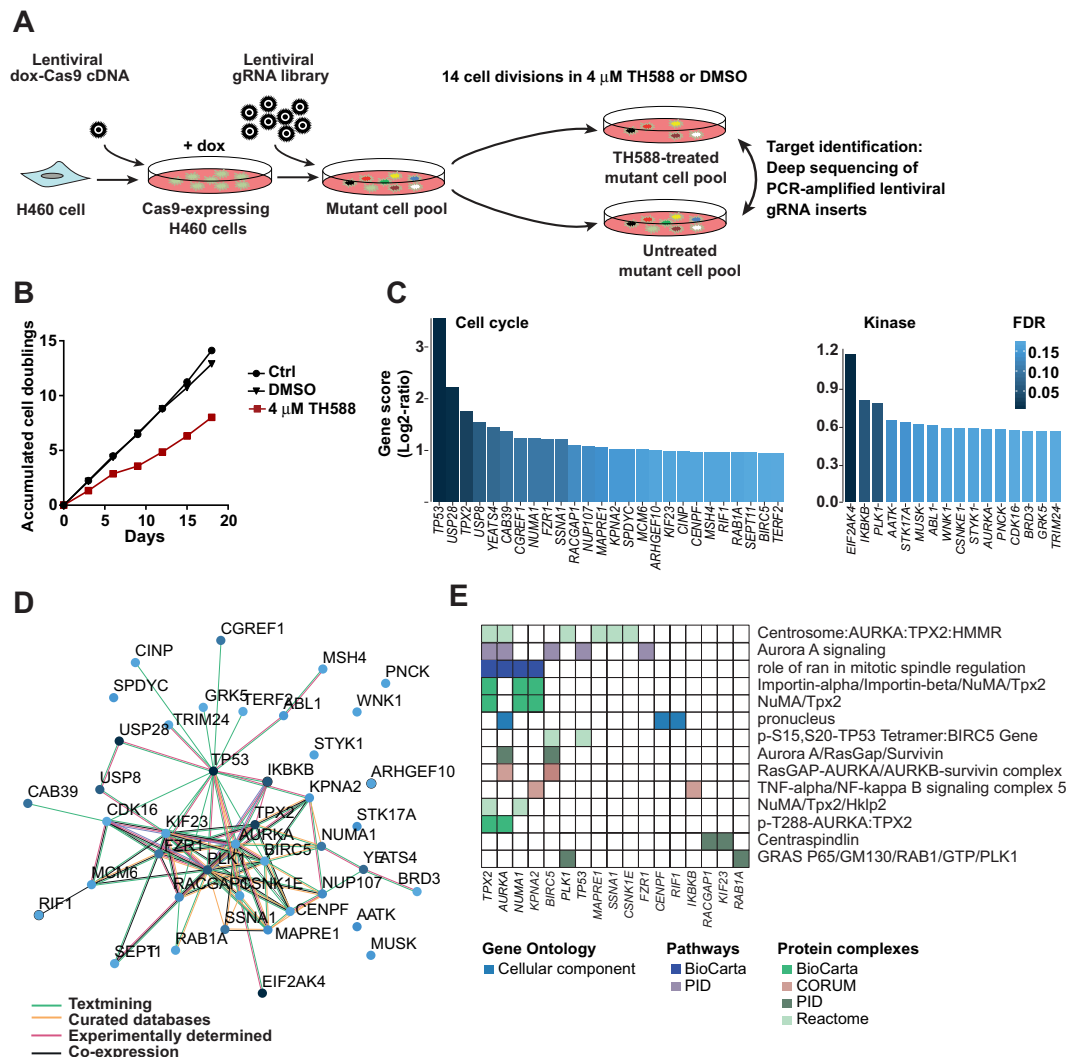 A
Lentiviral
dox-Cas9 cDNA
Lentiviral
gRNA library
14 cell divisions in 4 μM TH588 or DMSO
+ dox
H460 cell
Cas9-expressing
H460 cells
Mutant cell pool
TH588-treated
mutant cell pool
Untreated
mutant cell pool
Target identification:
Deep sequencing of
PCR-amplified lentiviral
gRNA inserts
B
Accumulated cell doublings
15
10
5
0
0 5 10 15 20
Days
Ctrl
DMSO
4 μM TH588
C
Cell cycle
Gene score
(Log2-ratio)
3
2
1
TP53
USP28
TPX2
USP8
YEATS4
CAB39
CGREF1
NUMA1
FZR1
SSNA1
RACGAP1
NUP107
MAPRE1
KPNA2
SPDYC
MCM6
ARHGEF10
KIF23
CINP
CENPF
MSH4
RIF1
RAB1A
SEPT11
BIRC5
TERF2
Kinase
1.2
0.9
0.6
0.3
0.0
EIF2AK4
IKBKB
PLK1
AATK
STK17A
MUSK
ABL1
WNK1
CSNKE1
STYK1
AURKA
PNCK
CDK16
BRD3
GRK5
TRIM24
FDR
0.15
0.10
0.05
D
CGREF1
CINP
MSH4
SPDYC
PNCK
GRK5
TERF2
ABL1
WNK1
TRIM24
USP28
STYK1
TP53
USP8
IKBKB
ARHGEF10
KPNA2
CAB39
CDK16
TPX2
STK17A
KIF23
AURKA
NUMA1
FZR1
BIRC5
YEATS4
PLK1
MCM6
RACGAP1
CSNK1E
NUP107
BRD3
RIF1
SSNA1
CENPF
AATK
RAB1A
MAPRE1
SEPT1
MUSK
EIF2AK4
Textmining
Curated databases
Experimentally determined
Co-expression
E
Centrosome:AURKA:TPX2:HMMR
Aurora A signaling
role of ran in mitotic spindle regulation
Importin-alpha/Importin-beta/NuMA/Tpx2
NuMA/Tpx2
pronucleus
p-S15,S20-TP53 Tetramer:BIRC5 Gene
Aurora A/RasGap/Survivin
RasGAP-AURKA/AURKB-survivin complex
TNF-alpha/NF-kappa B signaling complex 5
NuMA/Tpx2/Hklp2
p-T288-AURKA:TPX2
Centraspindlin
GRAS P65/GM130/RAB1/GTP/PLK1
TPX2
AURKA
NUMA1
KPNA2
BIRC5
PLK1
TP53
MAPRE1
SSNA1
CSNK1E
FZR1
CENPF
RIF1
IKBKB
RACGAP1
KIF23
RAB1A
Gene Ontology
Cellular component
Pathways
BioCarta
PID
Protein complexes
BioCarta
CORUM
PID
Reactome